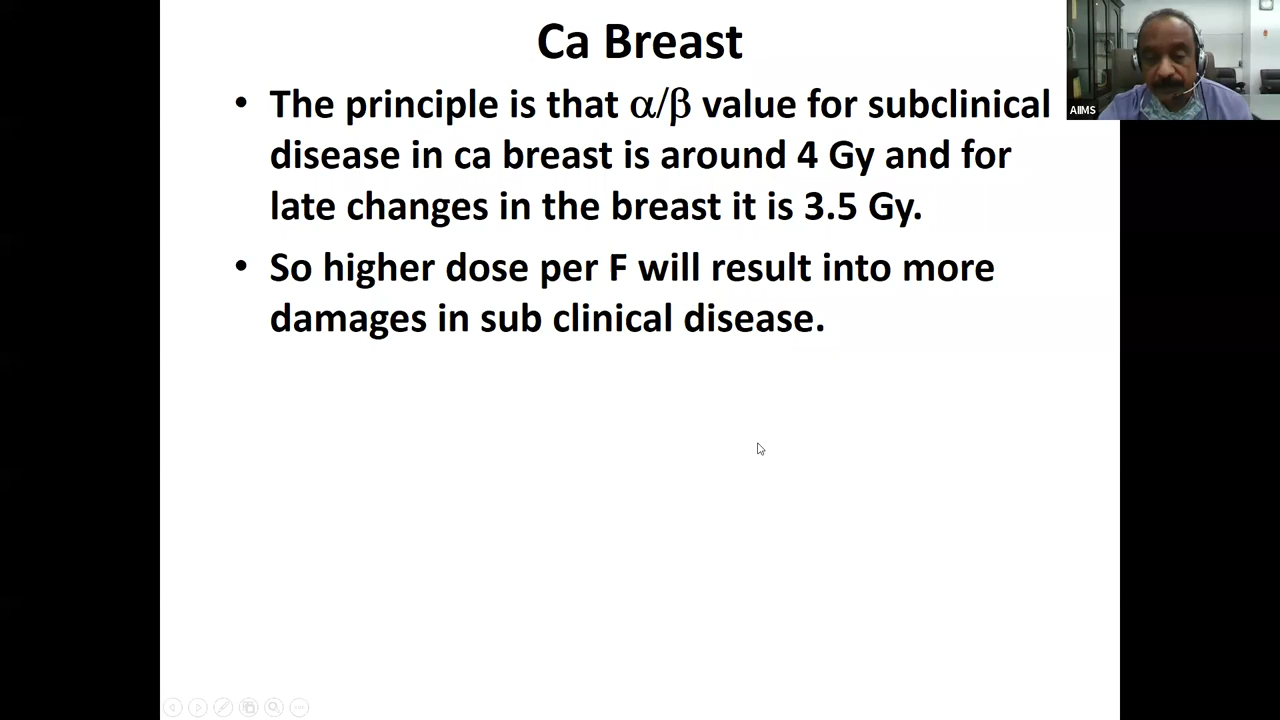 Ca Breast
• The principle is that α/β value for subclinical
disease in ca breast is around 4 Gy and for
late changes in the breast it is 3.5 Gy.
• So higher dose per F will result into more
damages in sub clinical disease.
AIIMS